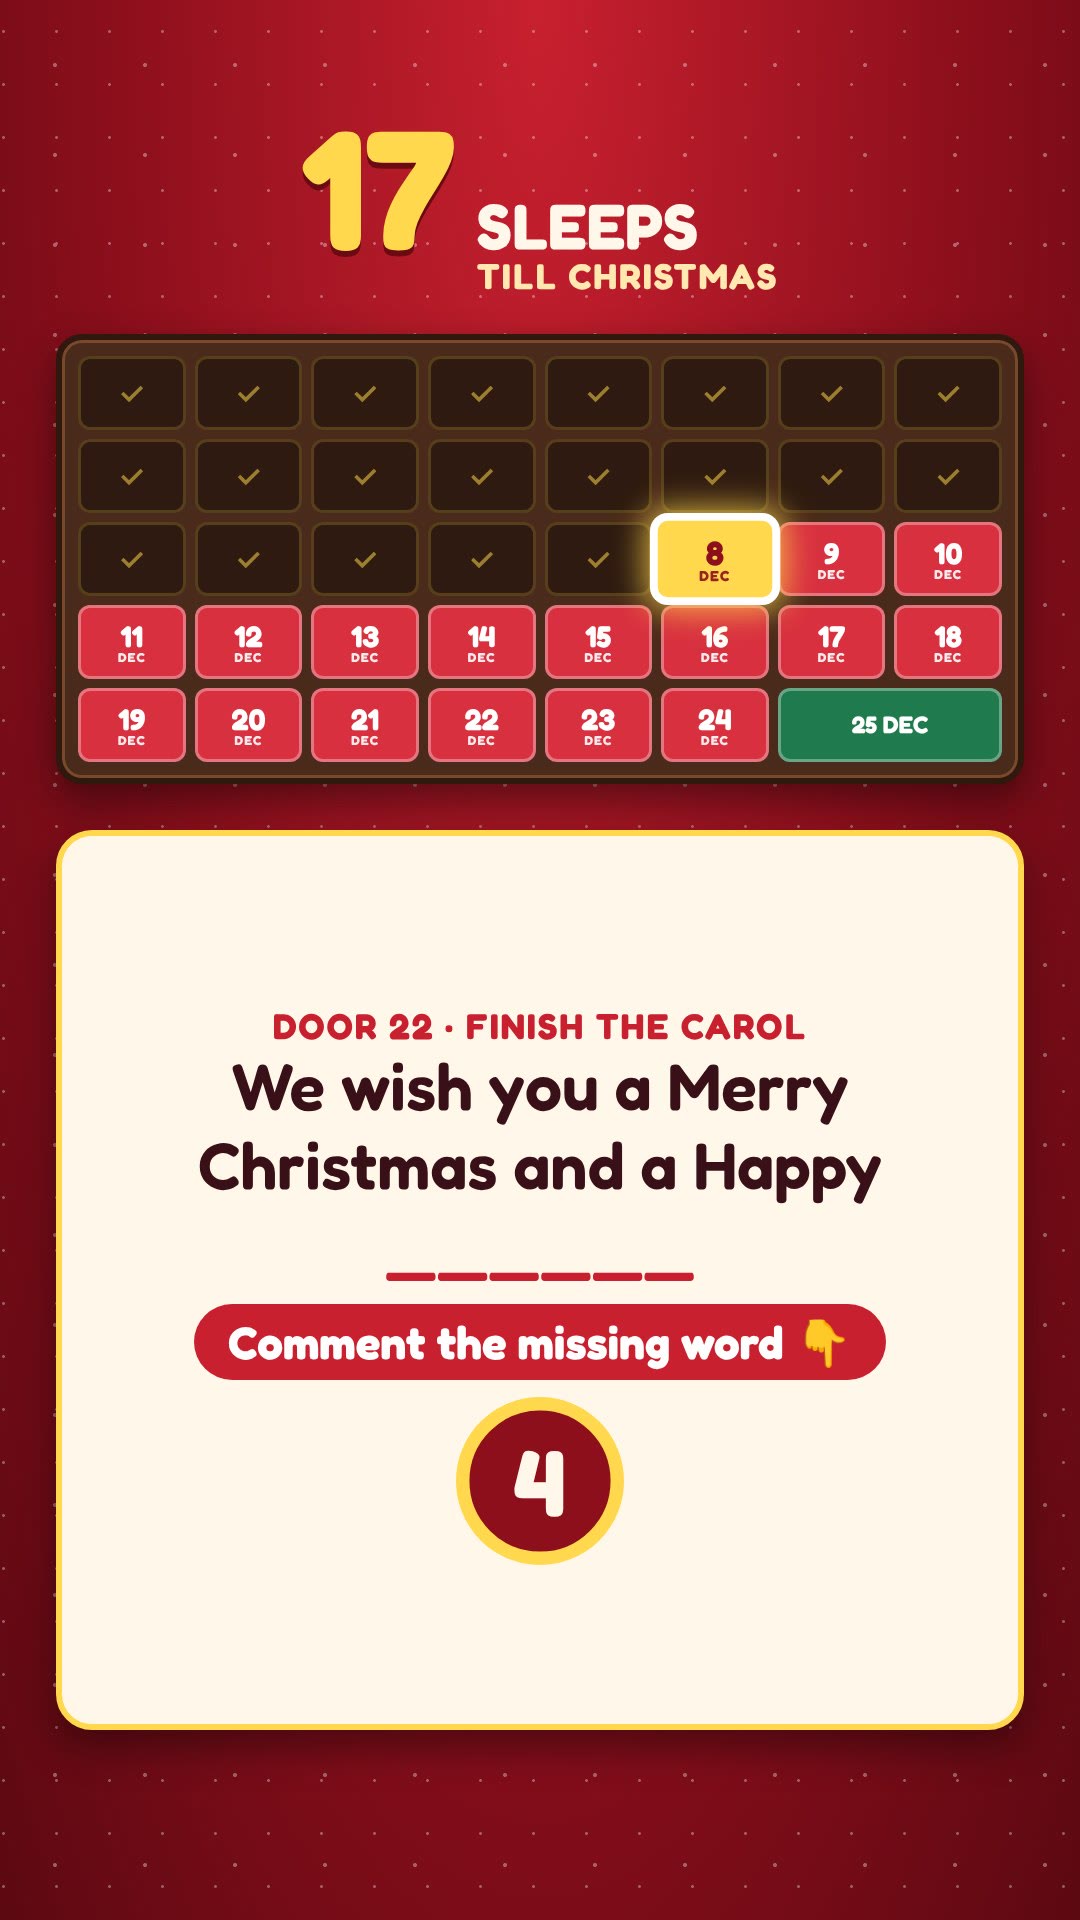 17
SLEEPS
TILL CHRISTMAS
8
DEC
9
DEC
10
DEC
11
DEC
12
DEC
13
DEC
14
DEC
15
DEC
16
DEC
17
DEC
18
DEC
19
DEC
20
DEC
21
DEC
22
DEC
23
DEC
24
DEC
25 DEC
DOOR 22 · FINISH THE CAROL
We wish you a Merry
Christmas and a Happy
______
Comment the missing word 👇
4